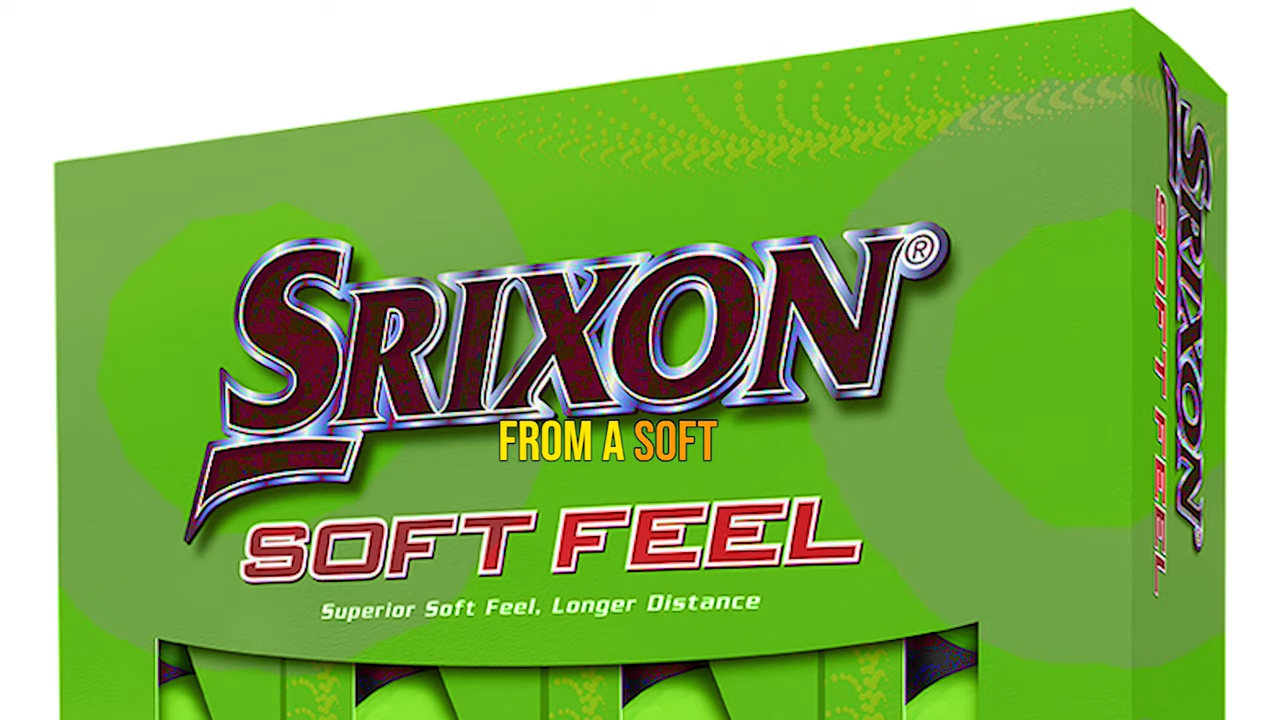 SRIXON®
FROM A SOFT
SOFT FEEL
Superior Soft Feel, Longer Distance
SRIXON
SOFT FEEL